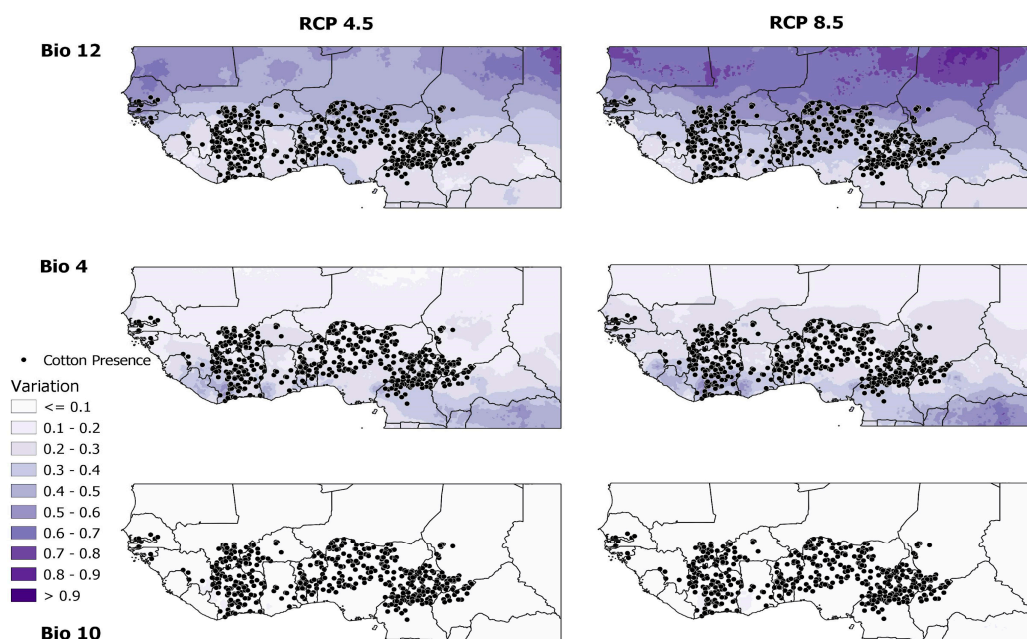 RCP 4.5
RCP 8.5
Bio 12
Bio 4
Cotton Presence
Variation
<= 0.1
0.1 - 0.2
0.2 - 0.3
0.3 - 0.4
0.4 - 0.5
0.5 - 0.6
0.6 - 0.7
0.7 - 0.8
0.8 - 0.9
> 0.9
Bio 10